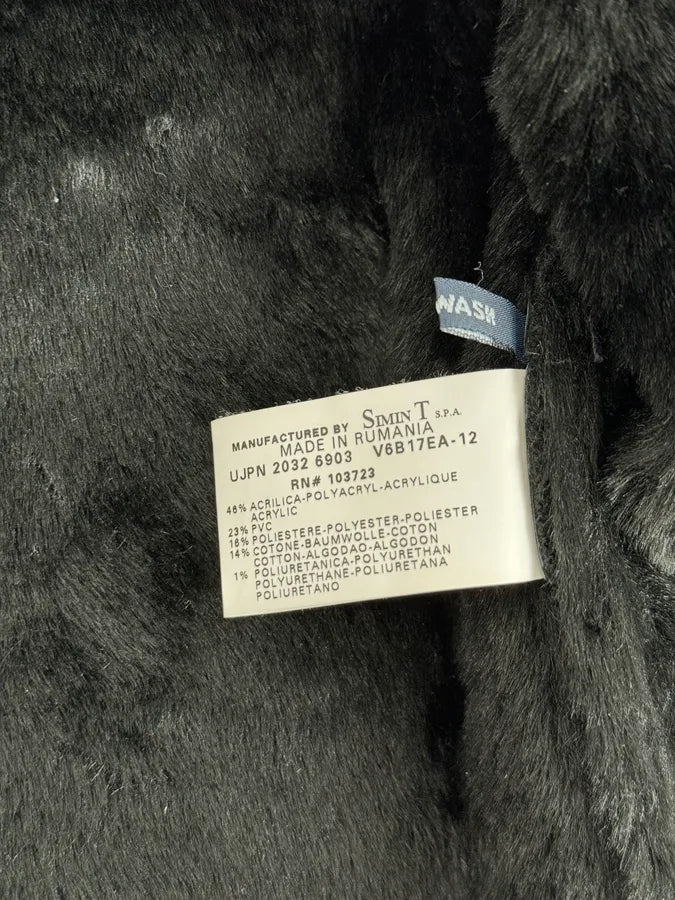 WASH
MANUFACTURED BY SIMIN T S.P.A.
MADE IN RUMANIA
UJPN 2032 6903 V6B17EA-12
RN# 103723
46% ACRILICA-POLYACRYL-ACRYLIQUE
ACRYLIC
23% PVC
16% POLIESTERE-POLYESTER-POLIESTER
14% COTONE-BAUMWOLLE-COTON
COTTON-ALGODAO-ALGODON
1% POLIURETANICA-POLYURETHAN
POLYURETHANE-POLIURETANA
POLIURETANO